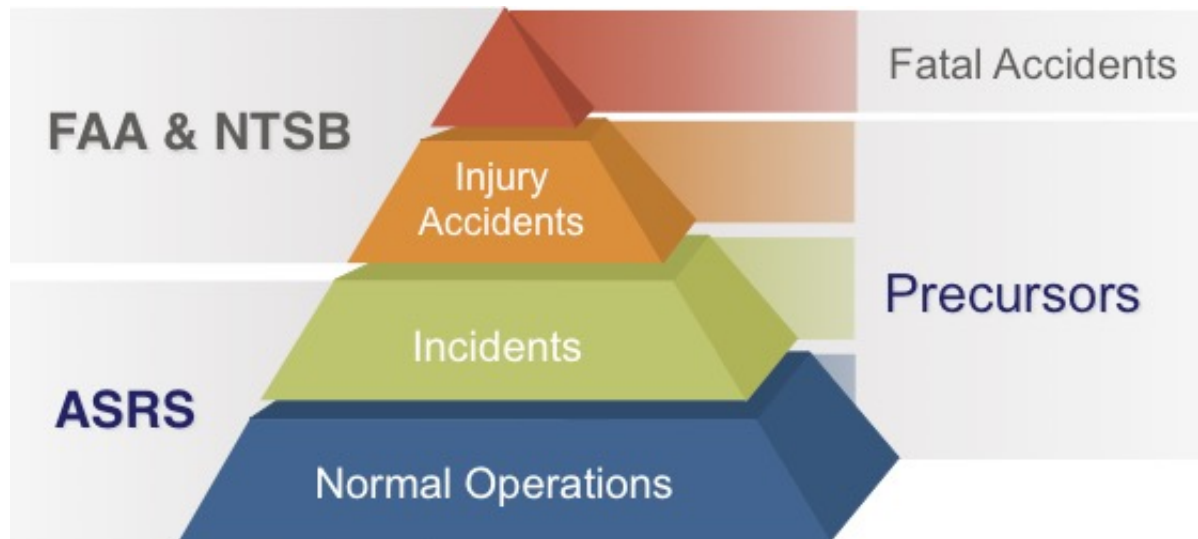 Fatal Accidents
FAA & NTSB
Injury
Accidents
Precursors
Incidents
ASRS
Normal Operations